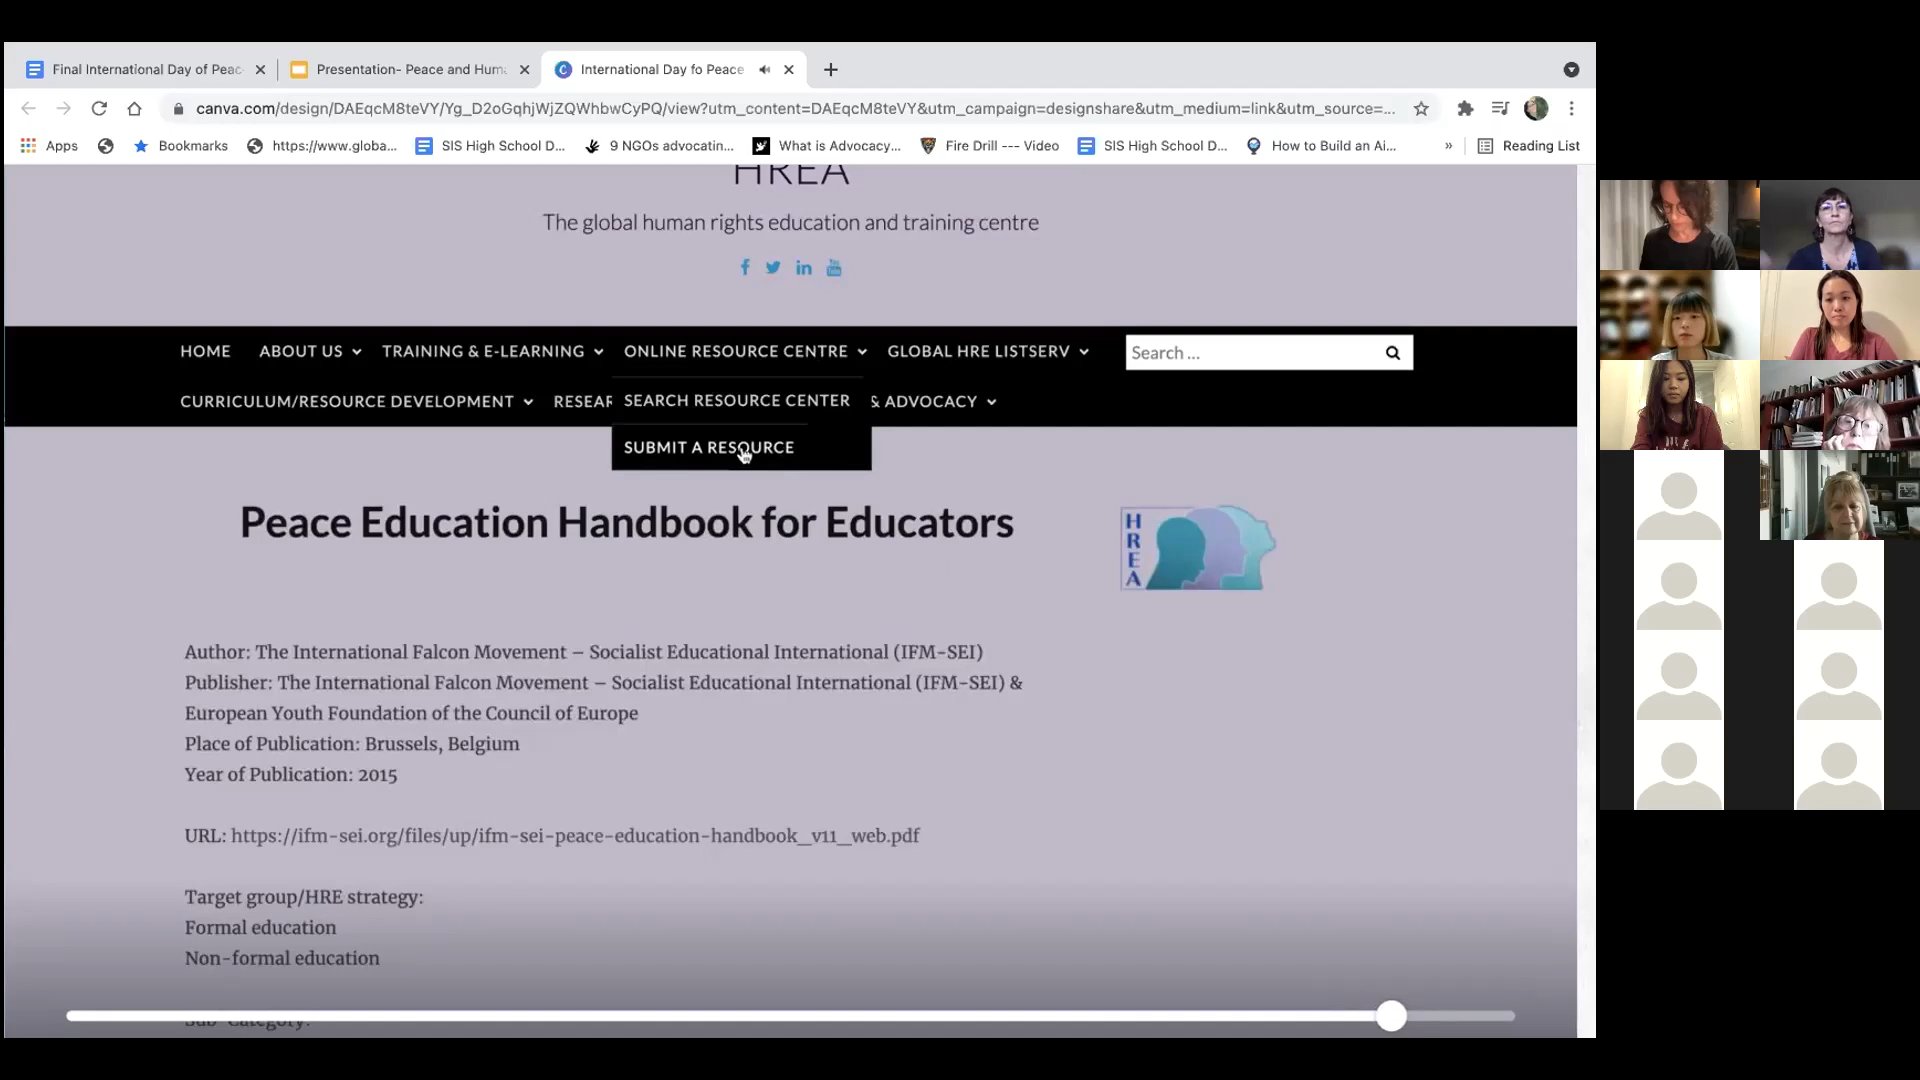 Final International Day of Peac
Presentation- Peace and Huma
International Day fo Peace
canva.com/design/DAEqcM8teVY/Yg_D2oGqhjWjZQWhbwCyPQ/view?utm_content=DAEqcM8teVY&utm_campaign=designshare&utm_medium=link&utm_source=...
Apps
Bookmarks
https://www.globa...
SIS High School D...
9 NGOs advocatin...
What is Advocacy...
Fire Drill --- Video
SIS High School D...
How to Build an Ai...
»
Reading List
HREA
The global human rights education and training centre
HOME ABOUT US TRAINING & E-LEARNING ONLINE RESOURCE CENTRE GLOBAL HRE LISTSERV
Search ...
CURRICULUM/RESOURCE DEVELOPMENT RESEAR SEARCH RESOURCE CENTER & ADVOCACY
SUBMIT A RESOURCE
Peace Education Handbook for Educators
HREA
Author: The International Falcon Movement – Socialist Educational International (IFM-SEI)
Publisher: The International Falcon Movement – Socialist Educational International (IFM-SEI) &
European Youth Foundation of the Council of Europe
Place of Publication: Brussels, Belgium
Year of Publication: 2015
URL: https://ifm-sei.org/files/up/ifm-sei-peace-education-handbook_v11_web.pdf
Target group/HRE strategy:
Formal education
Non-formal education
Sub-Category: